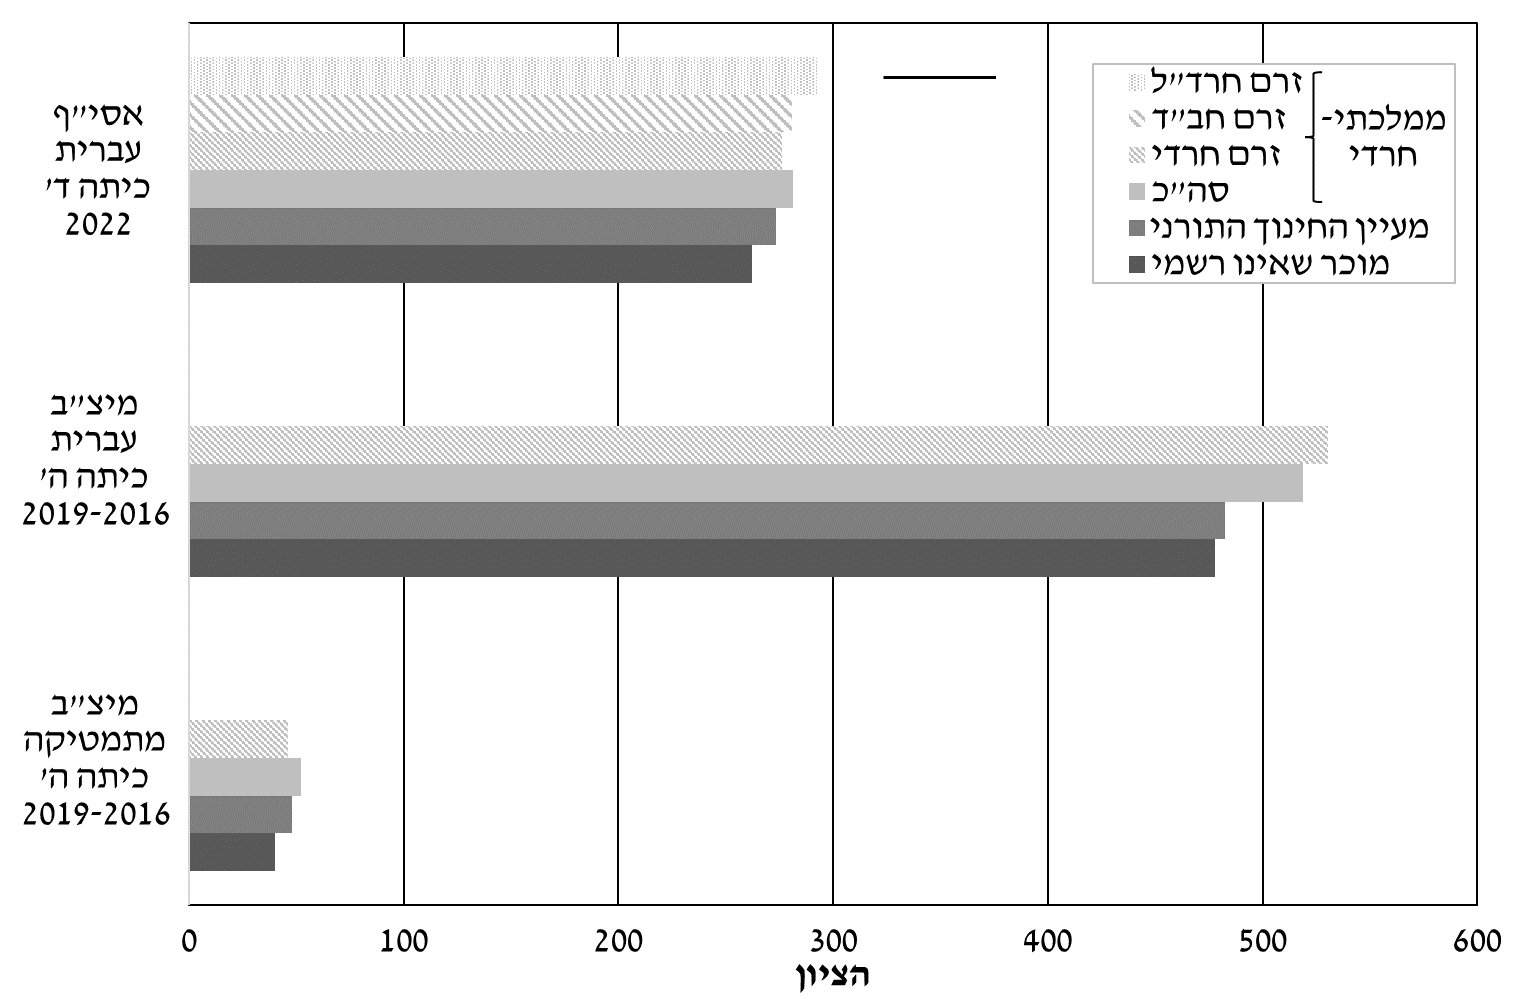 זרם חרד״ל
זרם חב״ד
זרם חרדי
סה״כ
ממלכתי-
חרדי
מעיין החינוך התורני
מוכר שאינו רשמי
אסי״ף
עברית
כיתה ד׳
2022
מיצ״ב
עברית
כיתה ה׳
2019-2016
מיצ״ב
מתמטיקה
כיתה ה׳
2019-2016
0 100 200 300 400 500 600
הציון